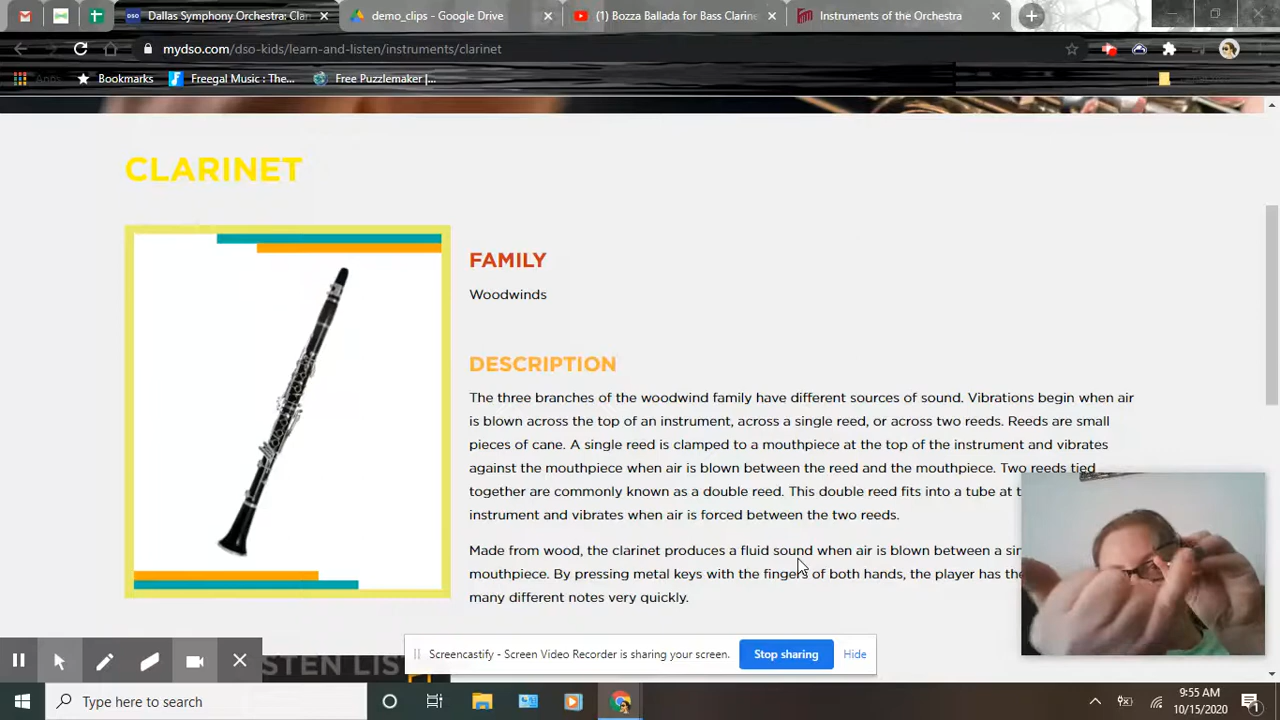 Dallas Symphony Orchestra: Clar
demo_clips - Google Drive
(1) Bozza Ballada for Bass Clarine
Instruments of the Orchestra
mydso.com/dso-kids/learn-and-listen/instruments/clarinet
Apps
Bookmarks
Freegal Music : The...
Free Puzzlemaker |...
CLARINET
FAMILY
Woodwinds
DESCRIPTION
The three branches of the woodwind family have different sources of sound. Vibrations begin when air
is blown across the top of an instrument, across a single reed, or across two reeds. Reeds are small
pieces of cane. A single reed is clamped to a mouthpiece at the top of the instrument and vibrates
against the mouthpiece when air is blown between the reed and the mouthpiece. Two reeds tied
together are commonly known as a double reed. This double reed fits into a tube at t
instrument and vibrates when air is forced between the two reeds.
Made from wood, the clarinet produces a fluid sound when air is blown between a sin
mouthpiece. By pressing metal keys with the fingers of both hands, the player has the
many different notes very quickly.
Screencastify - Screen Video Recorder is sharing your screen.
Stop sharing
Hide
STEN LIS
Type here to search
9:55 AM
10/15/2020